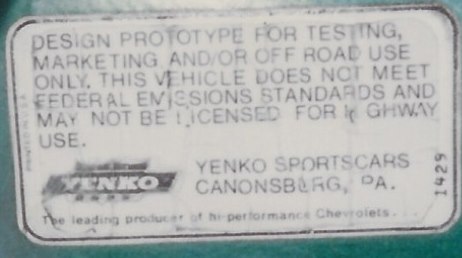 DESIGN PROTOTYPE FOR TESTING,
MARKETING AND/OR OFF ROAD USE
ONLY. THIS VEHICLE DOES NOT MEET
FEDERAL EMISSIONS STANDARDS AND
MAY NOT BE LICENSED FOR HIGHWAY
USE.
YENKO
YENKO SPORTSCARS
CANONSBURG, PA.
1429
The leading producer of hi-performance Chevrolets...